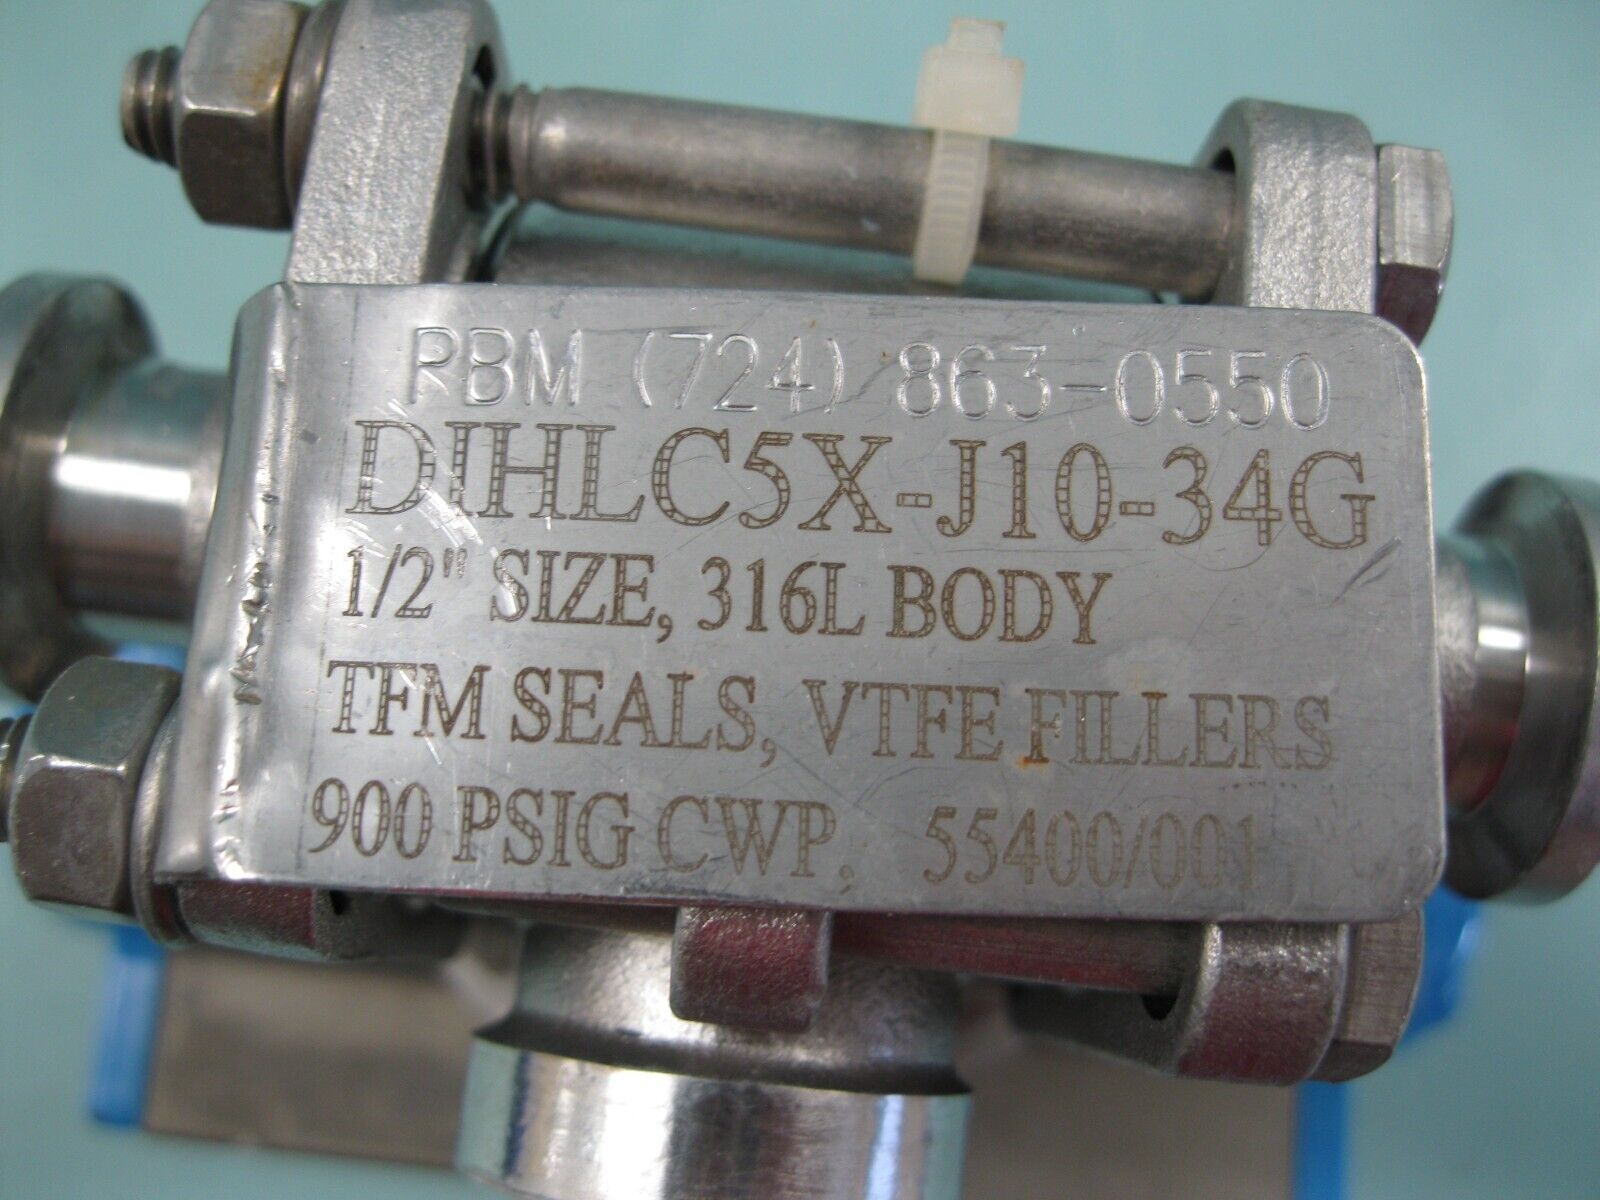 RBM (724) 863-0550
DIHLC5X-J10-34G
1/2" SIZE, 316L BODY
TFM SEALS, VTFE FILLERS
900 PSIG CWP, 55400/001